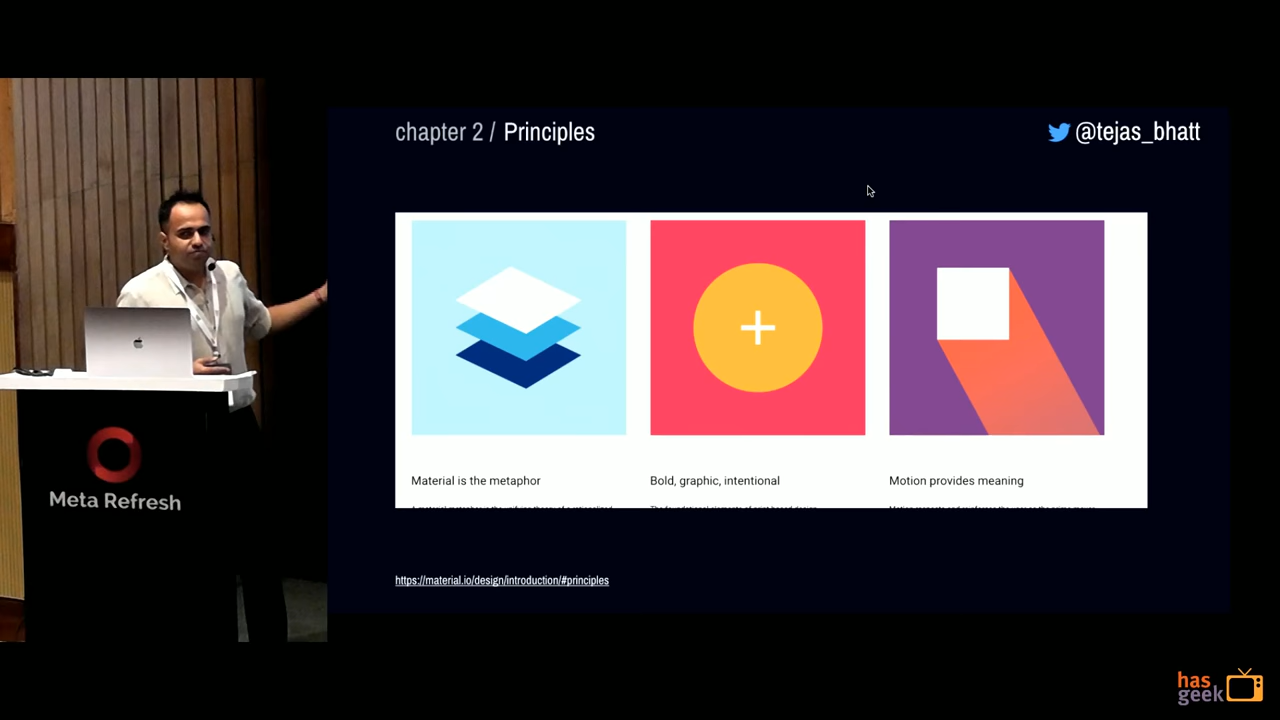 chapter 2 / Principles
@tejas_bhatt
Material is the metaphor
Bold, graphic, intentional
Motion provides meaning
https://material.io/design/introduction/#principles
Meta Refresh
has
geek